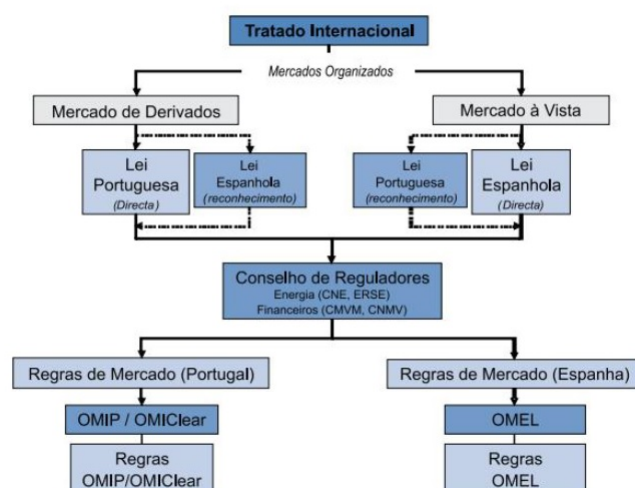 Tratado Internacional
Mercados Organizados
Mercado de Derivados
Mercado à Vista
Lei
Portuguesa
(Directa)
Lei
Espanhola
(reconhecimento)
Lei
Portuguesa
(reconhecimento)
Lei
Espanhola
(Directa)
Conselho de Reguladores
Energia (CNE, ERSE)
Financeiros (CMVM, CNMV)
Regras de Mercado (Portugal)
Regras de Mercado (Espanha)
OMIP / OMIClear
OMEL
Regras
OMIP/OMIClear
Regras
OMEL